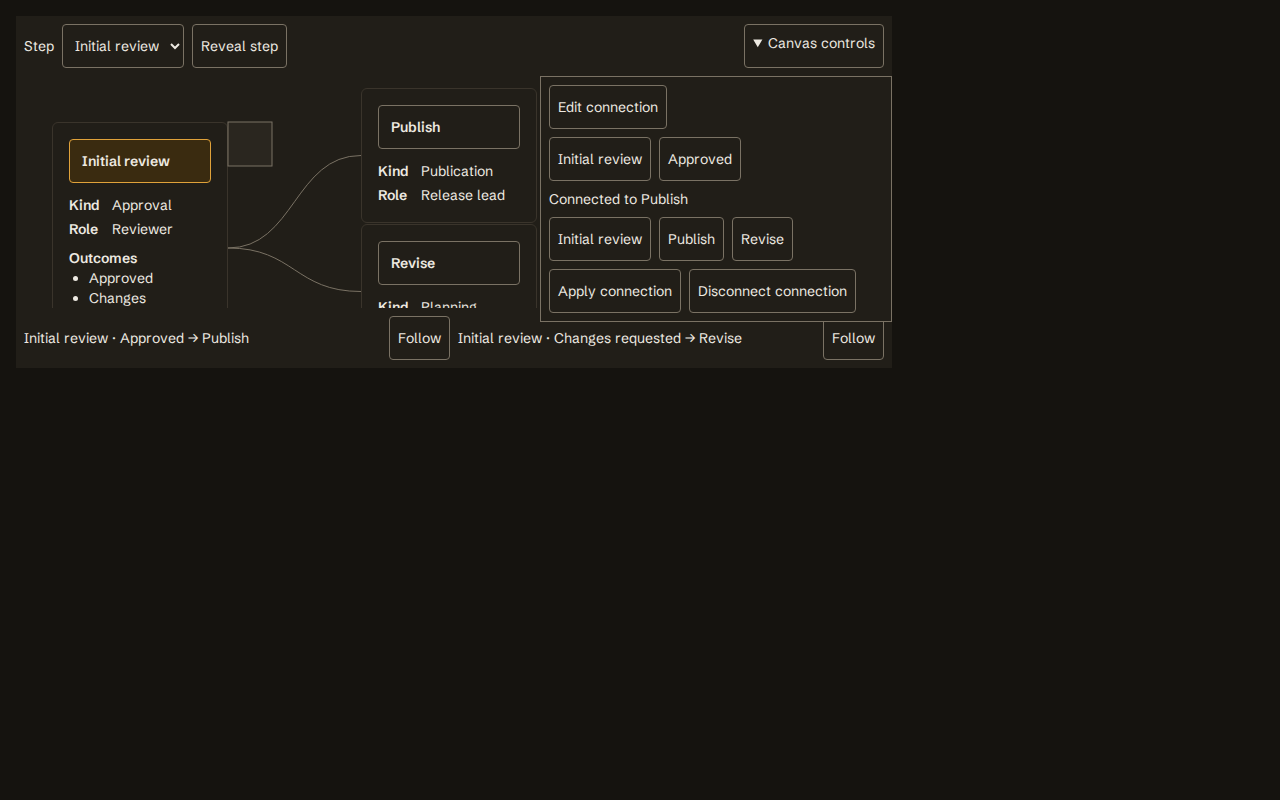 Step Initial review Reveal step ▼ Canvas controls
Initial review
Kind Approval
Role Reviewer
Outcomes
• Approved
• Changes
Publish
Kind Publication
Role Release lead
Revise
Kind Planning
Edit connection
Initial review Approved
Connected to Publish
Initial review Publish Revise
Apply connection Disconnect connection
Initial review · Approved → Publish Follow Initial review · Changes requested → Revise Follow